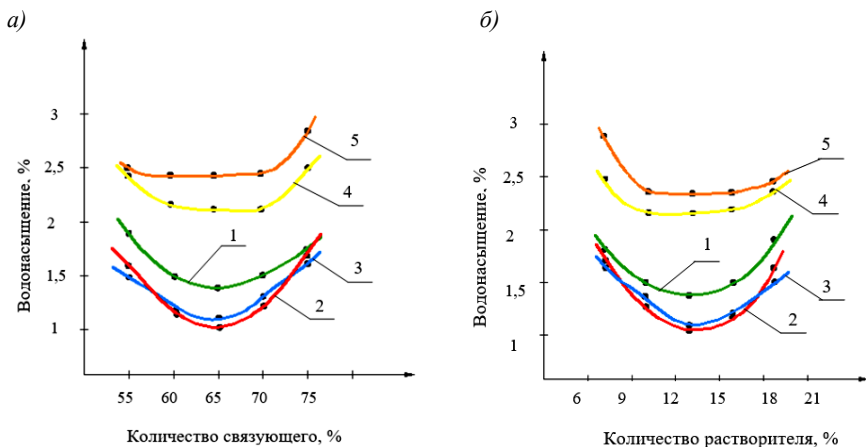 а)
б)
3
2,5
2
1,5
1
Водонасыщение. %
1
2
3
4
5
55 60 65 70 75
Количество связующего, %
3
2,5
2
1,5
1
Водонасыщение. %
1
2
3
4
5
6 9 12 15 18 21
Количество растворителя, %